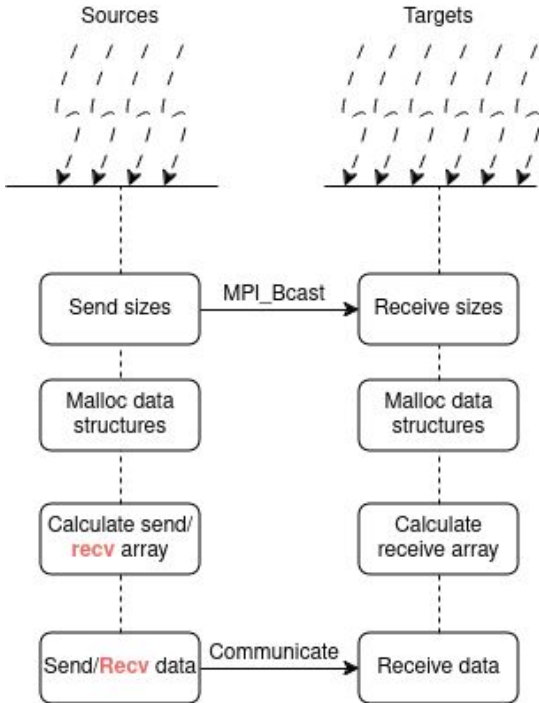 Sources
Targets
Send sizes
MPI_Bcast
Receive sizes
Malloc data
structures
Malloc data
structures
Calculate send/
recv array
Calculate
receive array
Send/Recv data
Communicate
Receive data